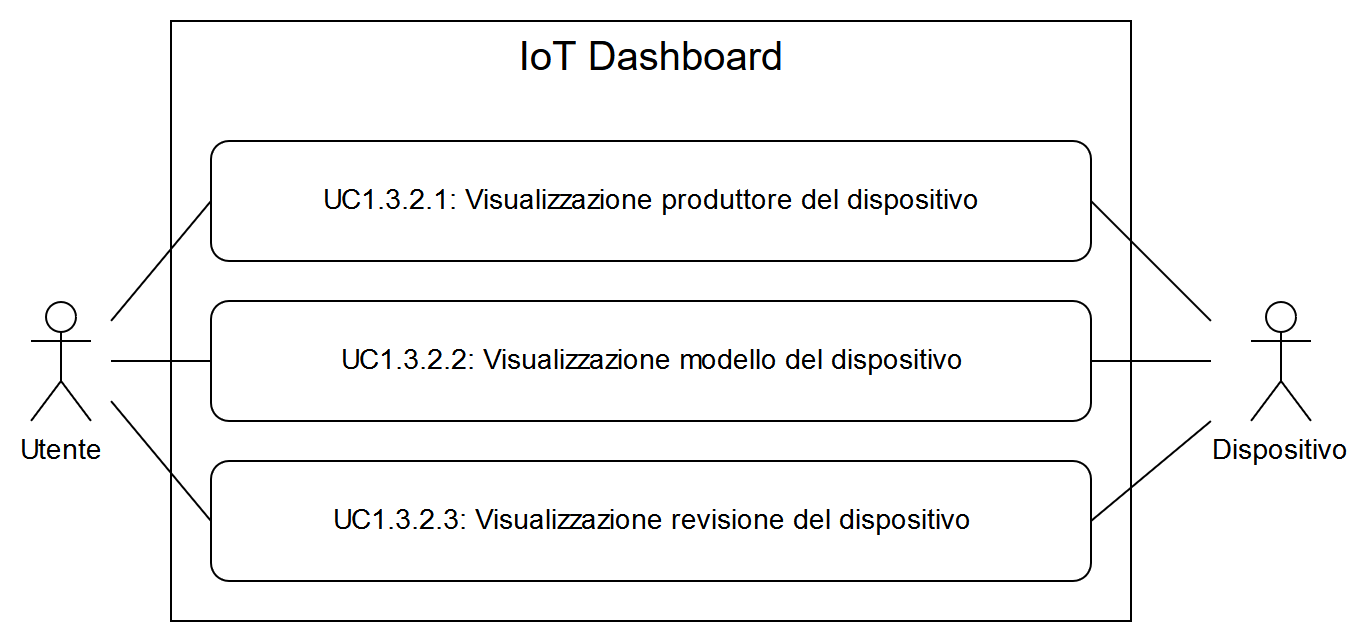 IoT Dashboard
UC1.3.2.1: Visualizzazione produttore del dispositivo
UC1.3.2.2: Visualizzazione modello del dispositivo
Utente
Dispositivo
UC1.3.2.3: Visualizzazione revisione del dispositivo